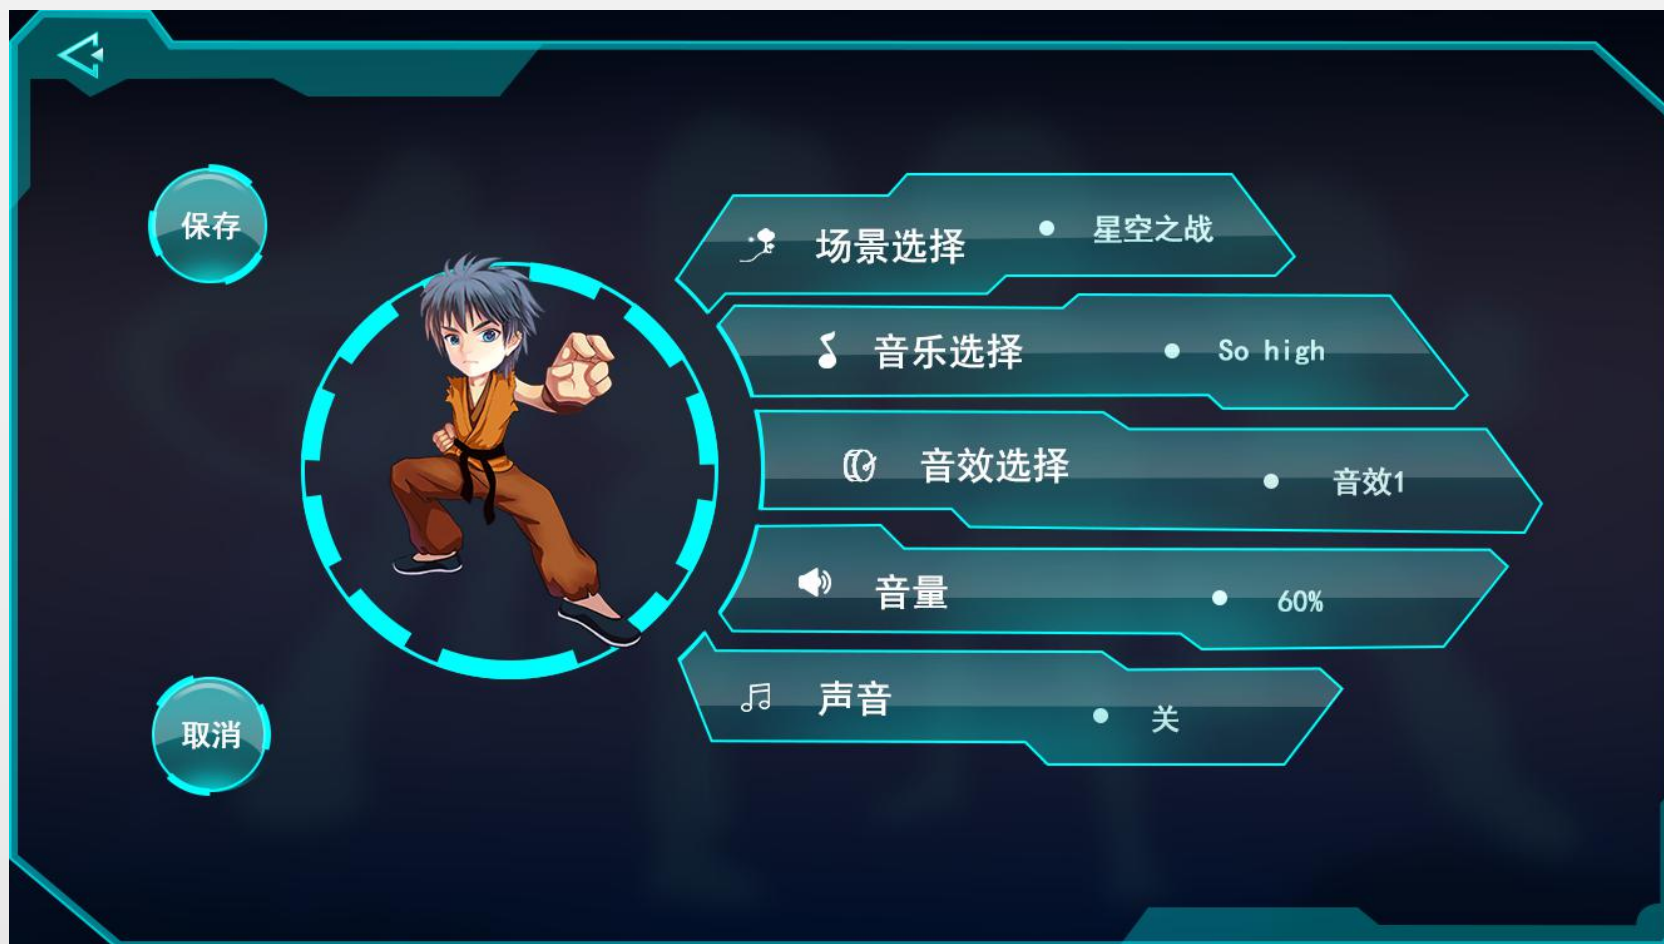 保存
场景选择 星空之战
音乐选择 So high
音效选择 音效1
音量 60%
声音 关
取消